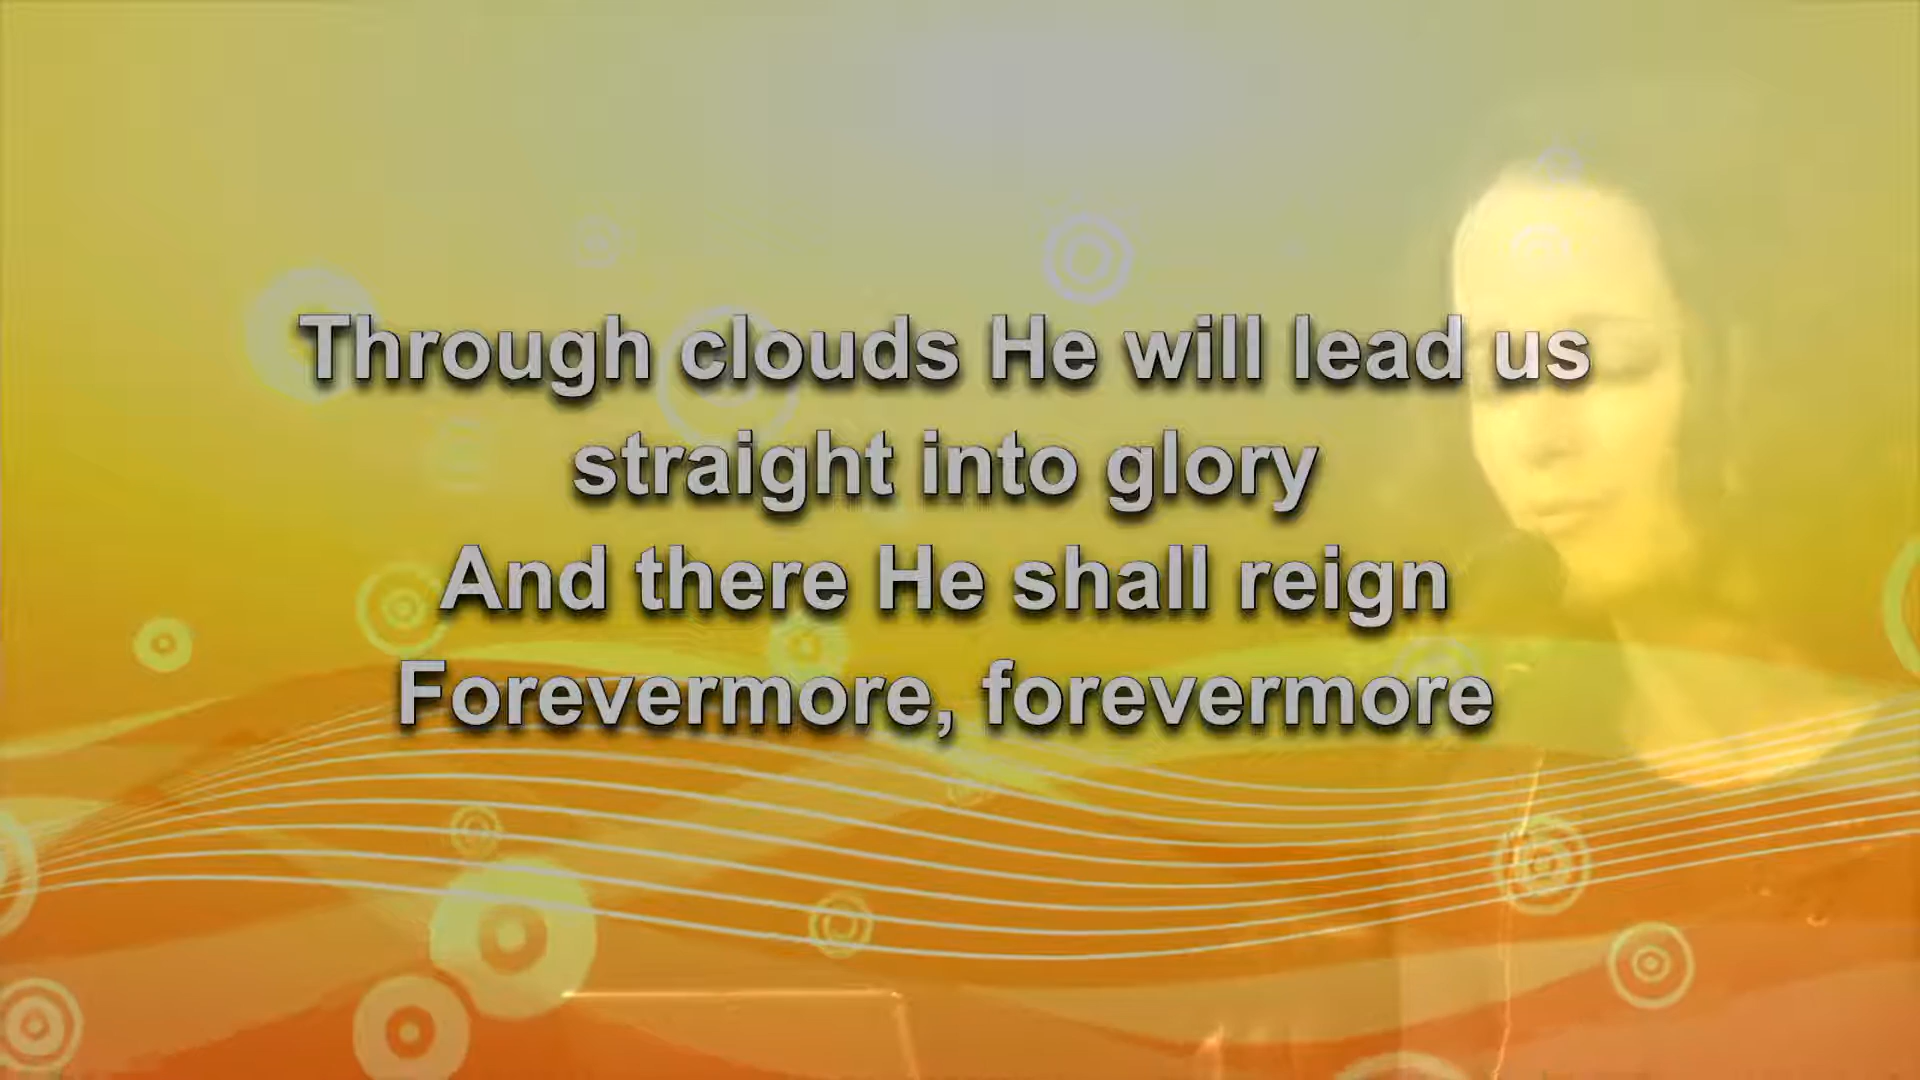 Through clouds He will lead us
straight into glory
And there He shall reign
Forevermore, forevermore